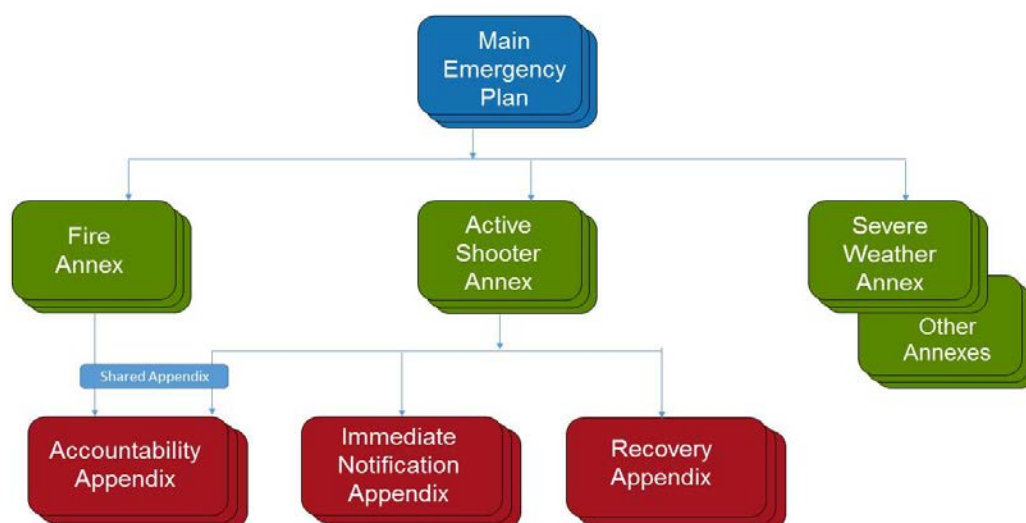 Main
Emergency
Plan
Fire
Annex
Active
Shooter
Annex
Severe
Weather
Annex
Other
Annexes
Shared Appendix
Accountability
Appendix
Immediate
Notification
Appendix
Recovery
Appendix